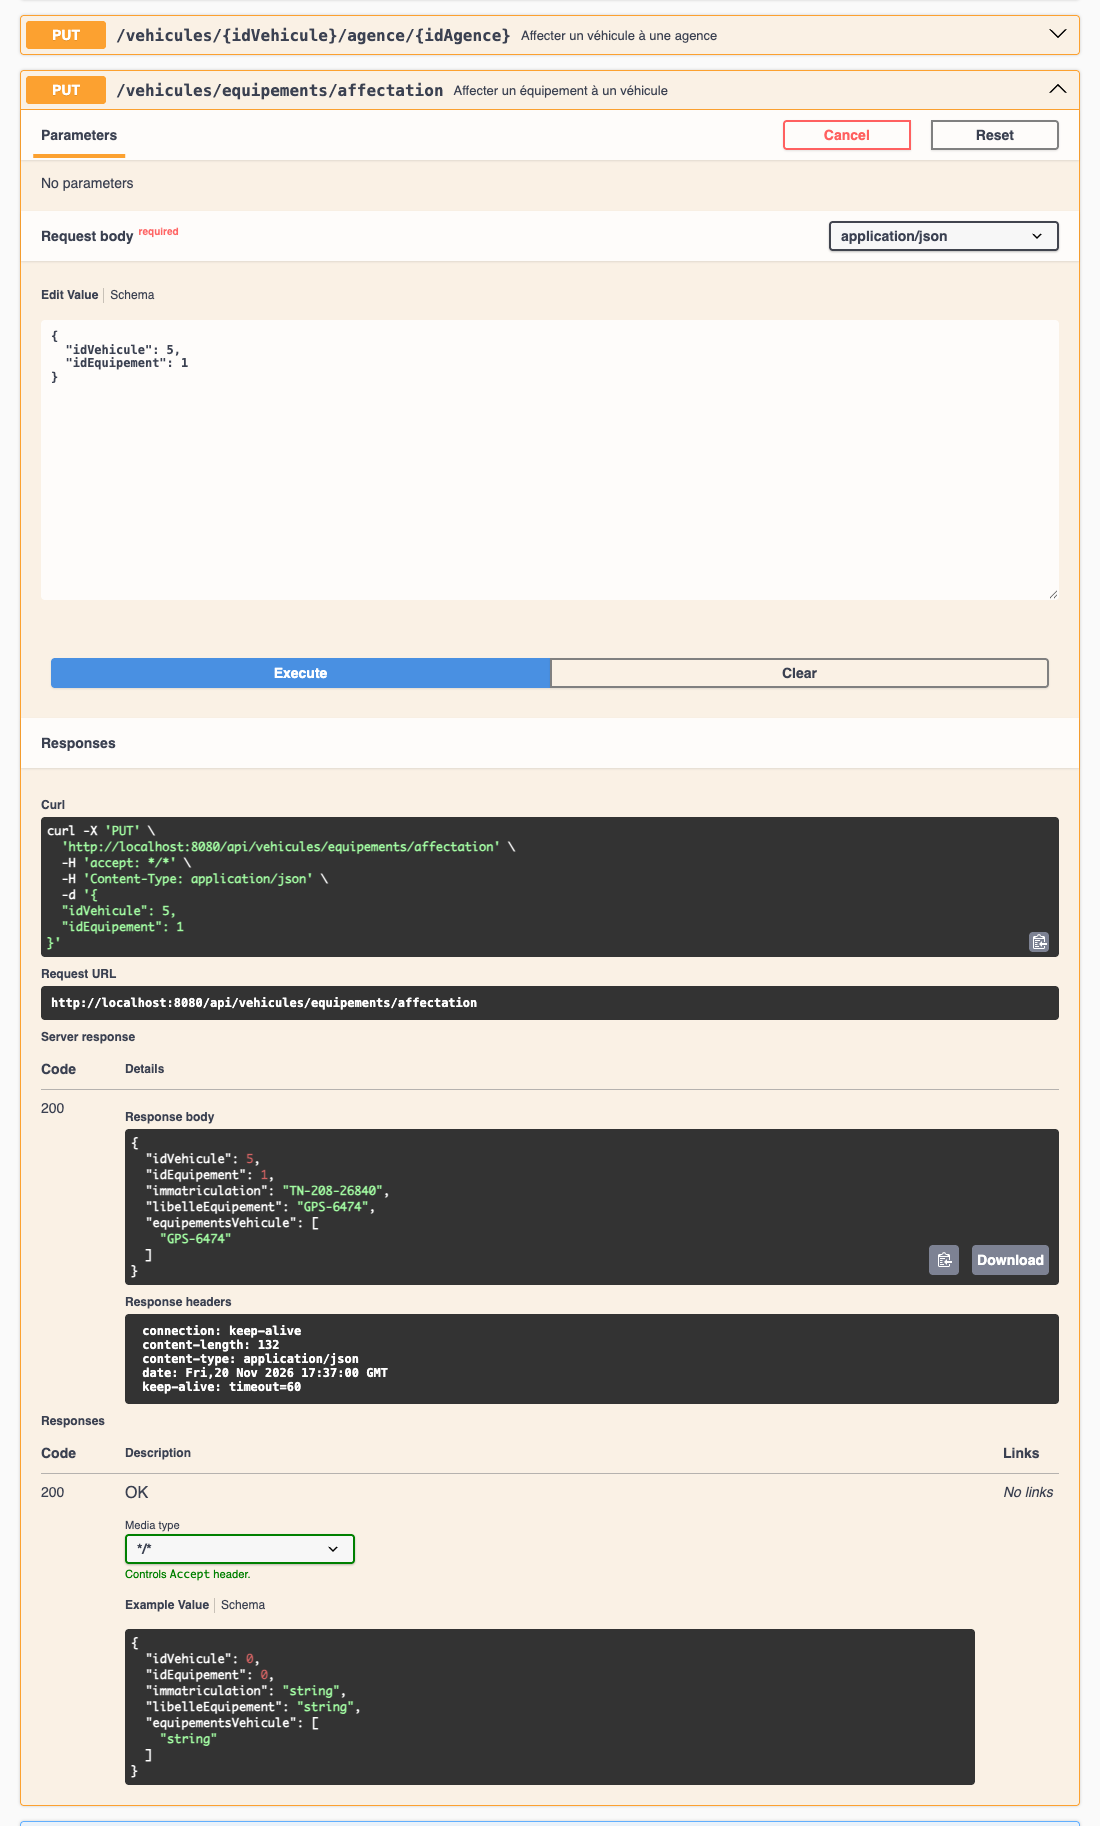 PUT /vehicules/{idVehicule}/agence/{idAgence} Affecter un véhicule à une agence
PUT /vehicules/equipements/affectation Affecter un équipement à un véhicule
Parameters Cancel Reset
No parameters
Request body required application/json
Edit Value Schema
{
"idVehicule": 5,
"idEquipement": 1
}
Execute Clear
Responses
Curl
curl -X 'PUT' \
'http://localhost:8080/api/vehicules/equipements/affectation' \
-H 'accept: */*' \
-H 'Content-Type: application/json' \
-d '{
"idVehicule": 5,
"idEquipement": 1
}'
Request URL
http://localhost:8080/api/vehicules/equipements/affectation
Server response
Code Details
200
Response body
{
"idVehicule": 5,
"idEquipement": 1,
"immatriculation": "TN-208-26840",
"libelleEquipement": "GPS-6474",
"equipementsVehicule": [
"GPS-6474"
]
}
Download
Response headers
connection: keep-alive
content-length: 132
content-type: application/json
date: Fri,20 Nov 2026 17:37:00 GMT
keep-alive: timeout=60
Responses
Code Description Links
200 OK No links
Media type
*/*
Controls Accept header.
Example Value Schema
{
"idVehicule": 0,
"idEquipement": 0,
"immatriculation": "string",
"libelleEquipement": "string",
"equipementsVehicule": [
"string"
]
}